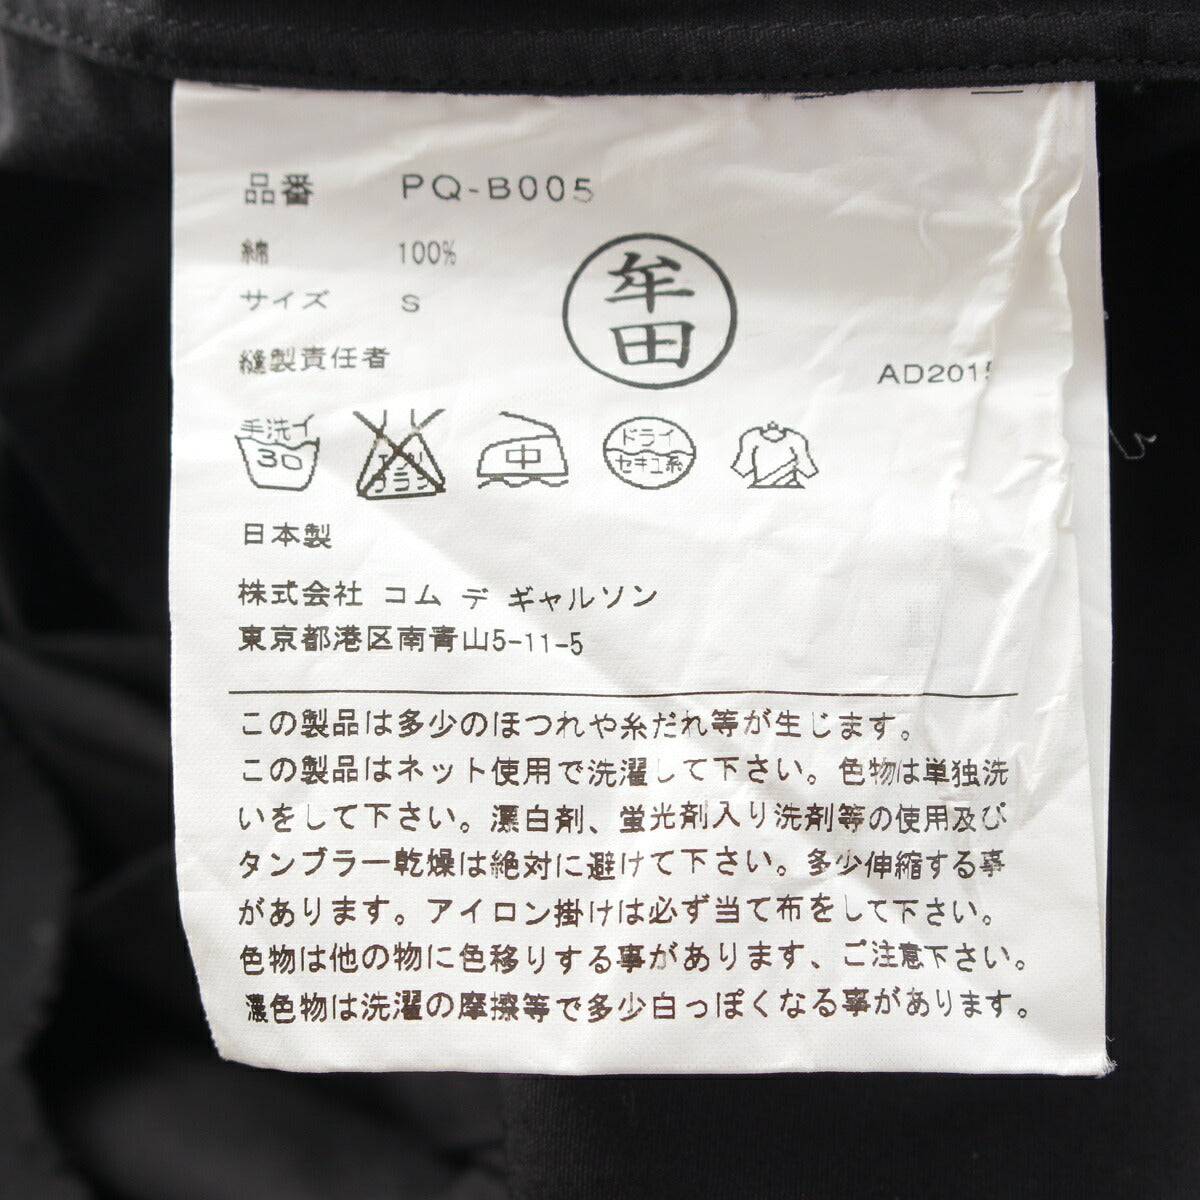 品番 PQ-B005
綿 100%
サイズ S
牟田
縫製責任者
AD2015
手洗イ
30
エンソ
サラシ
中
ドライ
セキユ系
日本製
株式会社 コム デ ギャルソン
東京都港区南青山5-11-5
この製品は多少のほつれや糸だれ等が生じます。
この製品はネット使用で洗濯して下さい。色物は単独洗
いをして下さい。漂白剤、蛍光剤入り洗剤等の使用及び
タンブラー乾燥は絶対に避けて下さい。多少伸縮する事
があります。アイロン掛けは必ず当て布をして下さい。
色物は他の物に色移りする事があります、ご注意下さい。
濃色物は洗濯の摩擦等で多少白っぽくなる事があります。